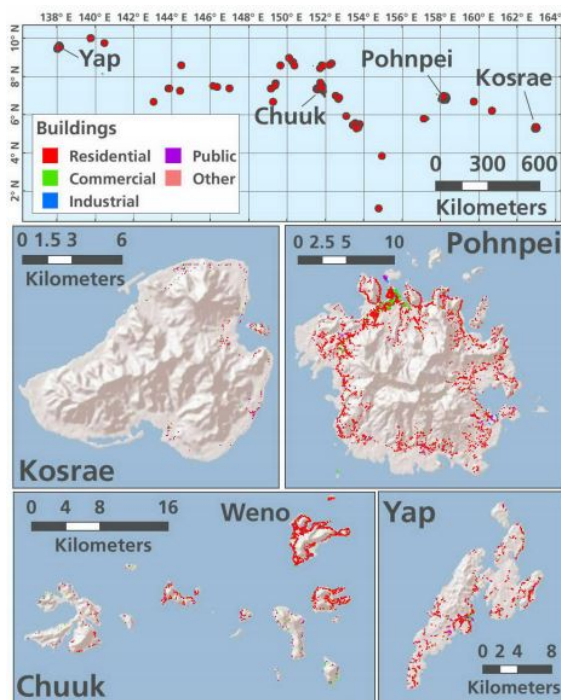 138° E 140° E 142° E 144° E 146° E 148° E 150° E 152° E 154° E 156° E 158° E 160° E 162° E
10° N
8° N
6° N
4° N
2° N
Yap
Pohnpei
Kosrae
Chuuk
Buildings
Residential
Public
Commercial
Other
Industrial
0 300 600
Kilometers
0 1.5 3 6
Kilometers
Kosrae
0 2.5 5 10
Kilometers
Pohnpei
0 4 8 16
Kilometers
Weno
Chuuk
Yap
0 2 4 8
Kilometers